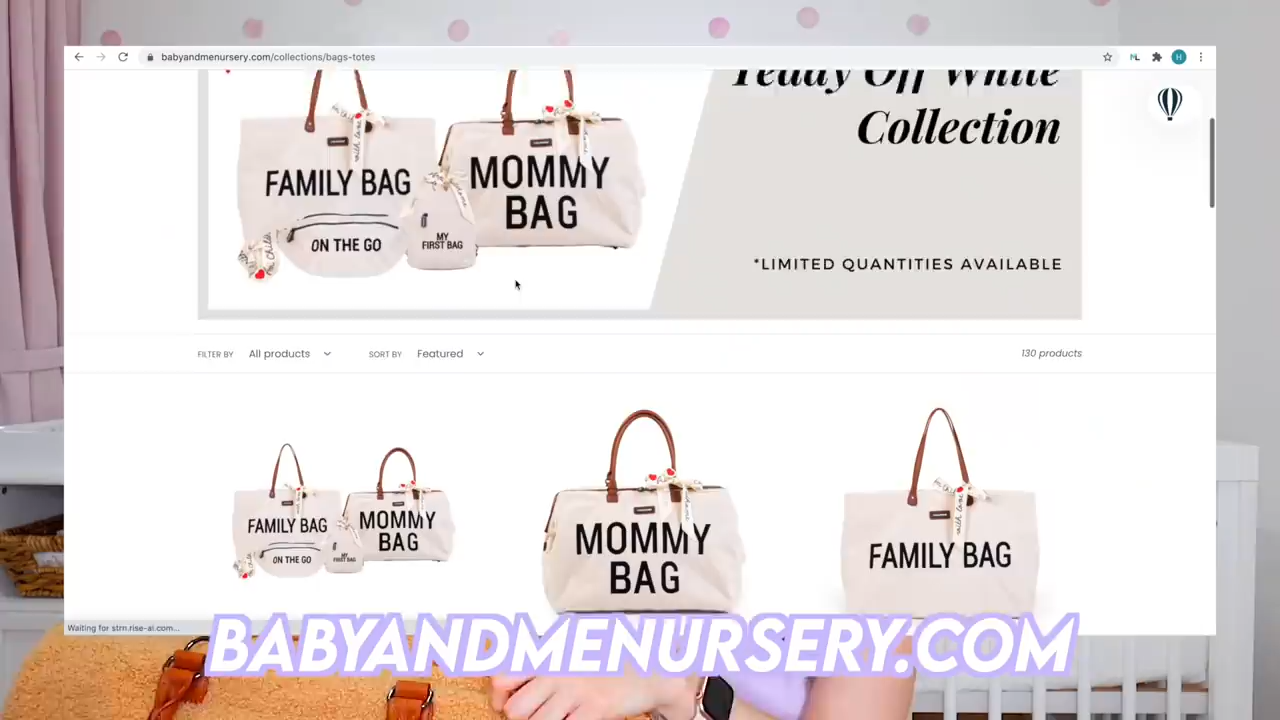 babyandmenursery.com/collections/bags-totes
H
Teddy Off White
Collection
FAMILY BAG
MOMMY
BAG
ON THE GO
MY
FIRST BAG
*LIMITED QUANTITIES AVAILABLE
FILTER BY All products SORT BY Featured 130 products
FAMILY BAG
MOMMY
BAG
ON THE GO
MY
FIRST BAG
MOMMY
BAG
with love
FAMILY BAG
Waiting for strn.rise-ai.com...
BABYANDMENURSERY.COM